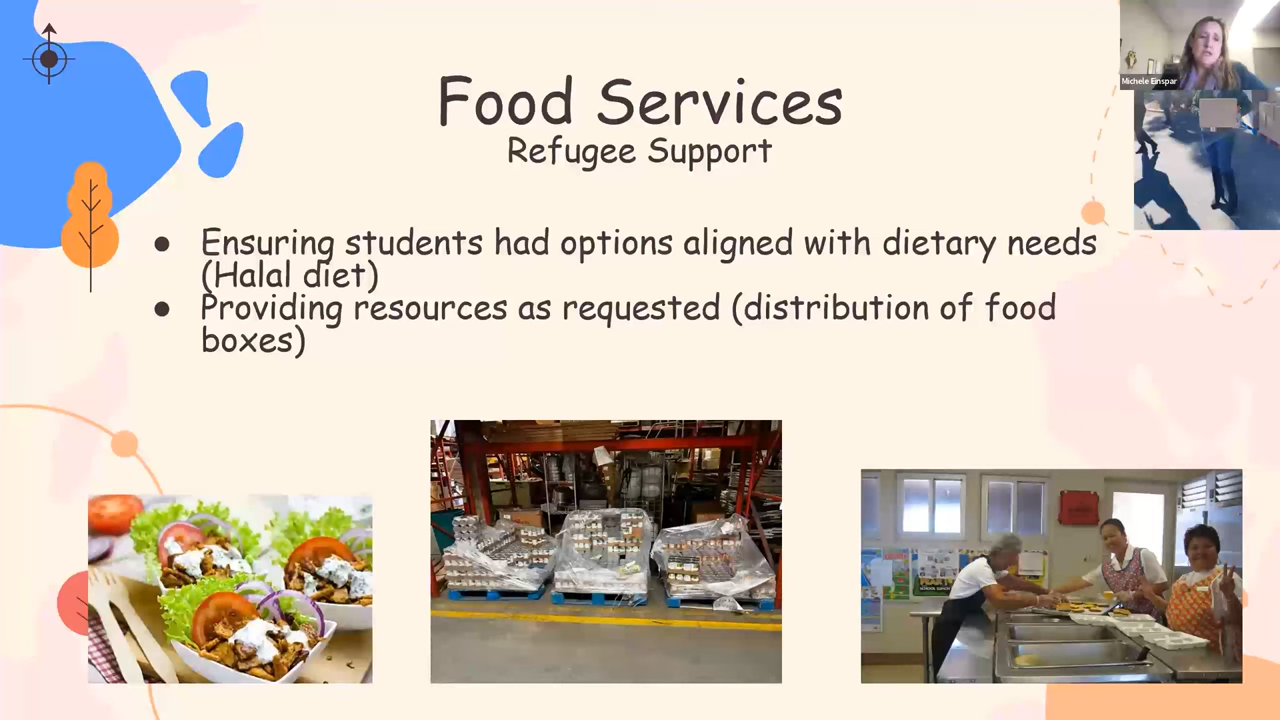 Food Services
Refugee Support
● Ensuring students had options aligned with dietary needs
(Halal diet)
● Providing resources as requested (distribution of food
boxes)
Michele Einspar